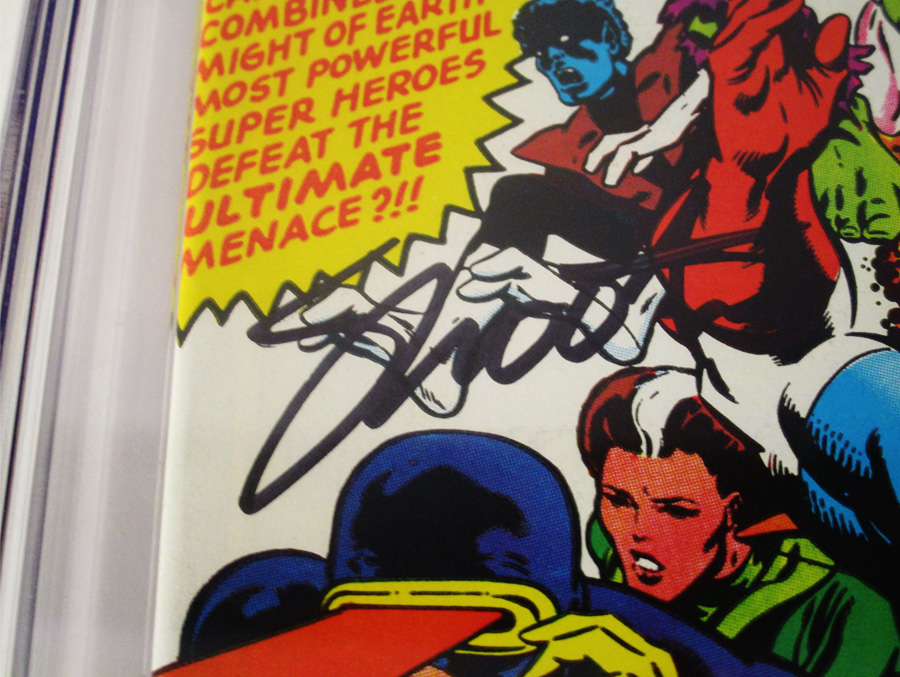 COMBINED
MIGHT OF EARTH
MOST POWERFUL
SUPER HEROES
DEFEAT THE
ULTIMATE
MENACE?!!